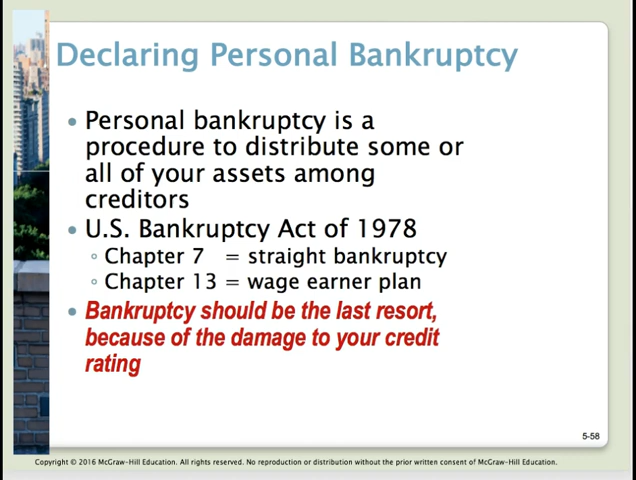 Declaring Personal Bankruptcy
• Personal bankruptcy is a
procedure to distribute some or
all of your assets among
creditors
• U.S. Bankruptcy Act of 1978
◦ Chapter 7 = straight bankruptcy
◦ Chapter 13 = wage earner plan
• Bankruptcy should be the last resort,
because of the damage to your credit
rating
5-58
Copyright © 2016 McGraw-Hill Education. All rights reserved. No reproduction or distribution without the prior written consent of McGraw-Hill Education.